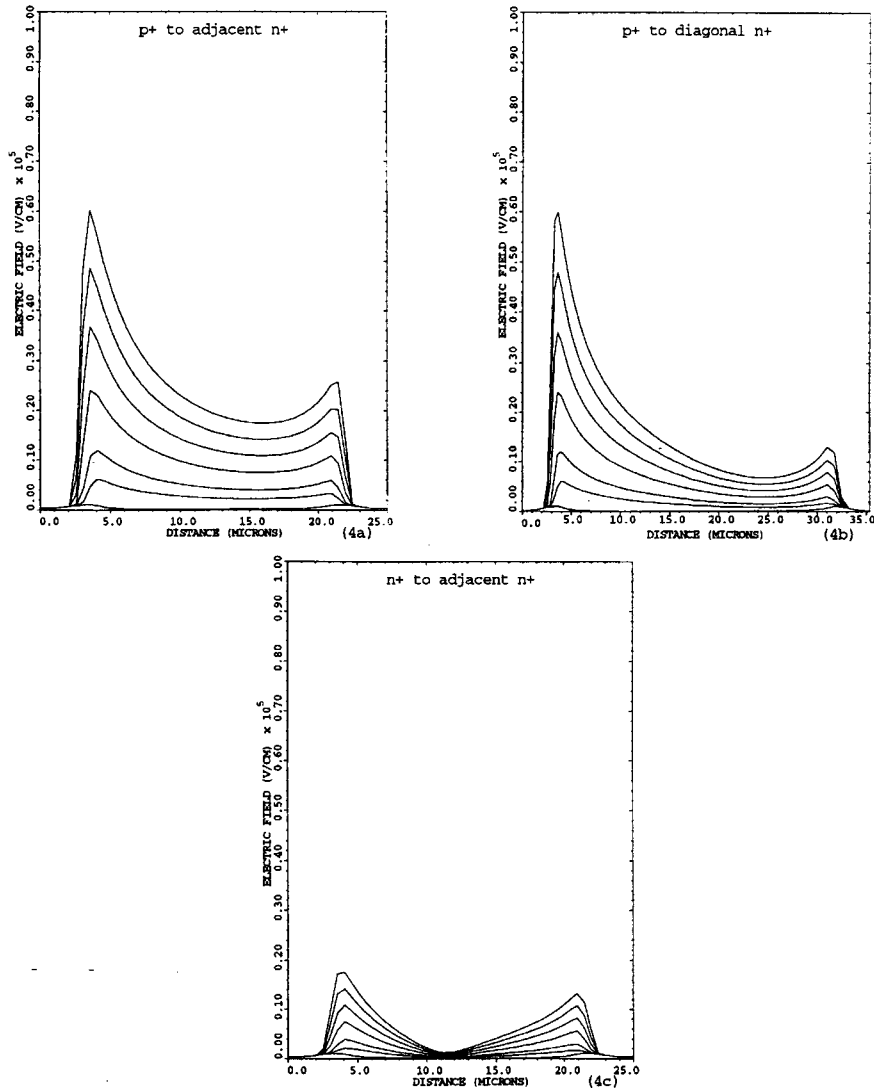 p+ to adjacent n+
ELECTRIC FIELD (V/CM) × 10⁵
1.00
0.90
0.80
0.70
0.60
0.50
0.40
0.30
0.20
0.10
0.00
0.0 5.0 10.0 15.0 20.0 25.0
DISTANCE (MICRONS) (4a)
p+ to diagonal n+
ELECTRIC FIELD (V/CM) × 10⁵
1.00
0.90
0.80
0.70
0.60
0.50
0.40
0.30
0.20
0.10
0.00
0.0 5.0 10.0 15.0 20.0 25.0 30.0 35.0
DISTANCE (MICRONS) (4b)
n+ to adjacent n+
ELECTRIC FIELD (V/CM) × 10⁵
1.00
0.90
0.80
0.70
0.60
0.50
0.40
0.30
0.20
0.10
0.00
0.0 5.0 10.0 15.0 20.0 25.0
DISTANCE (MICRONS) (4c)